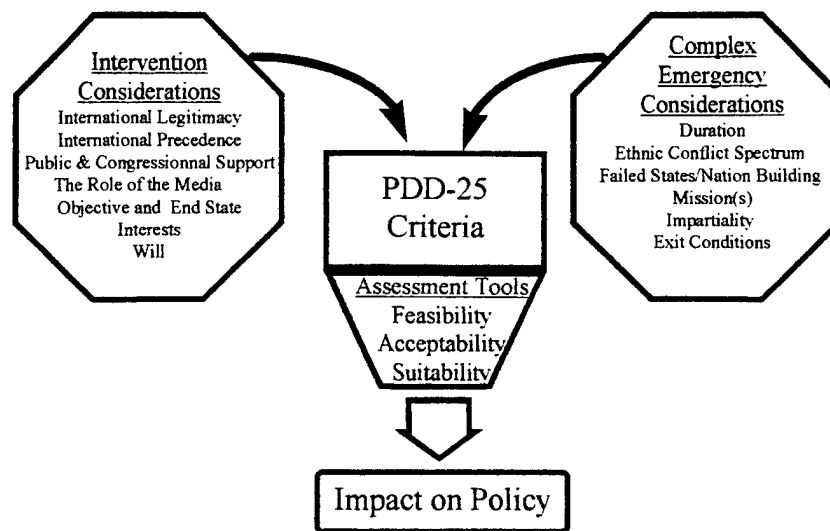 Intervention
Considerations
International Legitimacy
International Precedence
Public & Congressionnal Support
The Role of the Media
Objective and End State
Interests
Will
Complex
Emergency
Considerations
Duration
Ethnic Conflict Spectrum
Failed States/Nation Building
Mission(s)
Impartiality
Exit Conditions
PDD-25
Criteria
Assessment Tools
Feasibility
Acceptability
Suitability
Impact on Policy